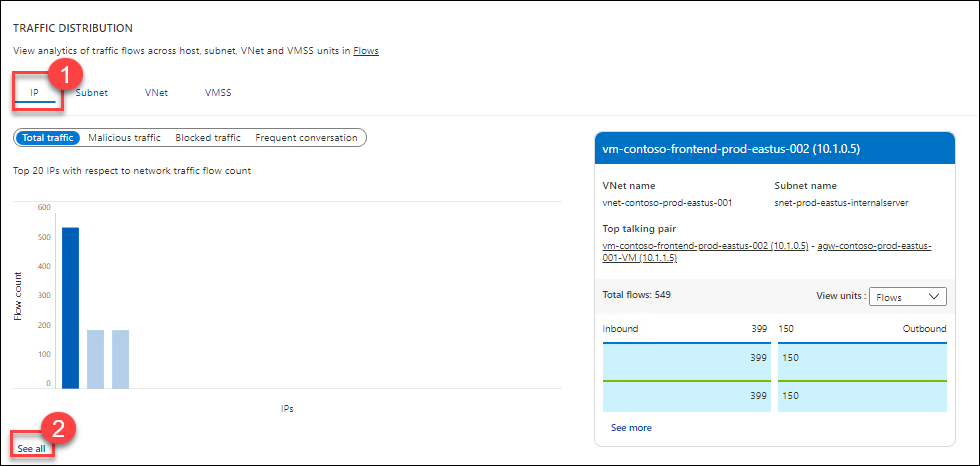 TRAFFIC DISTRIBUTION
View analytics of traffic flows across host, subnet, VNet and VMSS units in Flows
1
IP Subnet VNet VMSS
Total traffic Malicious traffic Blocked traffic Frequent conversation
Top 20 IPs with respect to network traffic flow count
Flow count
600
500
400
300
200
100
0
IPs
2
See all
vm-contoso-frontend-prod-eastus-002 (10.1.0.5)
VNet name Subnet name
vnet-contoso-prod-eastus-001 snet-prod-eastus-internalserver
Top talking pair
vm-contoso-frontend-prod-eastus-002 (10.1.0.5) - agw-contoso-prod-eastus-
001-VM (10.1.1.5)
Total flows: 549 View units : Flows
Inbound 399 150 Outbound
399 150
399 150
See more